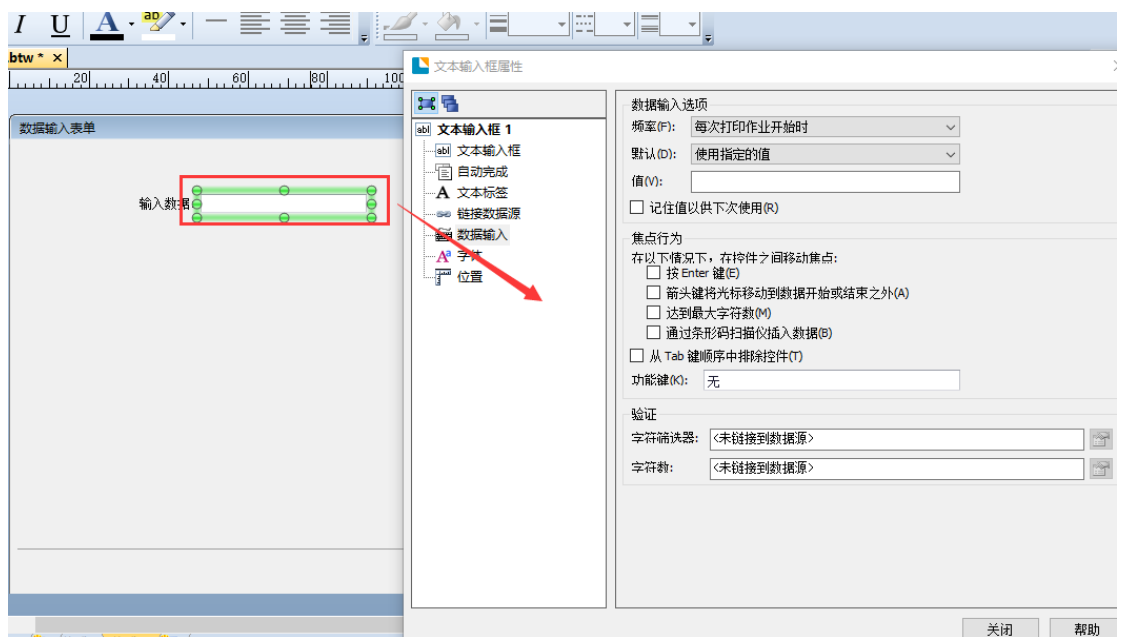 I U A ab
.btw * ×
20 40 60 80 100
数据输入表单
输入数据
文本输入框属性
abl 文本输入框 1
abl 文本输入框
自动完成
A 文本标签
链接数据源
数据输入
Aa 字体
位置
数据输入选项
频率(F): 每次打印作业开始时
默认(D): 使用指定的值
值(V):
记住值以供下次使用(R)
焦点行为
在以下情况下，在控件之间移动焦点:
按 Enter 键(E)
箭头键将光标移动到数据开始或结束之外(A)
达到最大字符数(M)
通过条形码扫描仪插入数据(B)
从 Tab 键顺序中排除控件(T)
功能键(K): 无
验证
字符筛选器: <未链接到数据源>
字符数: <未链接到数据源>
关闭 帮助